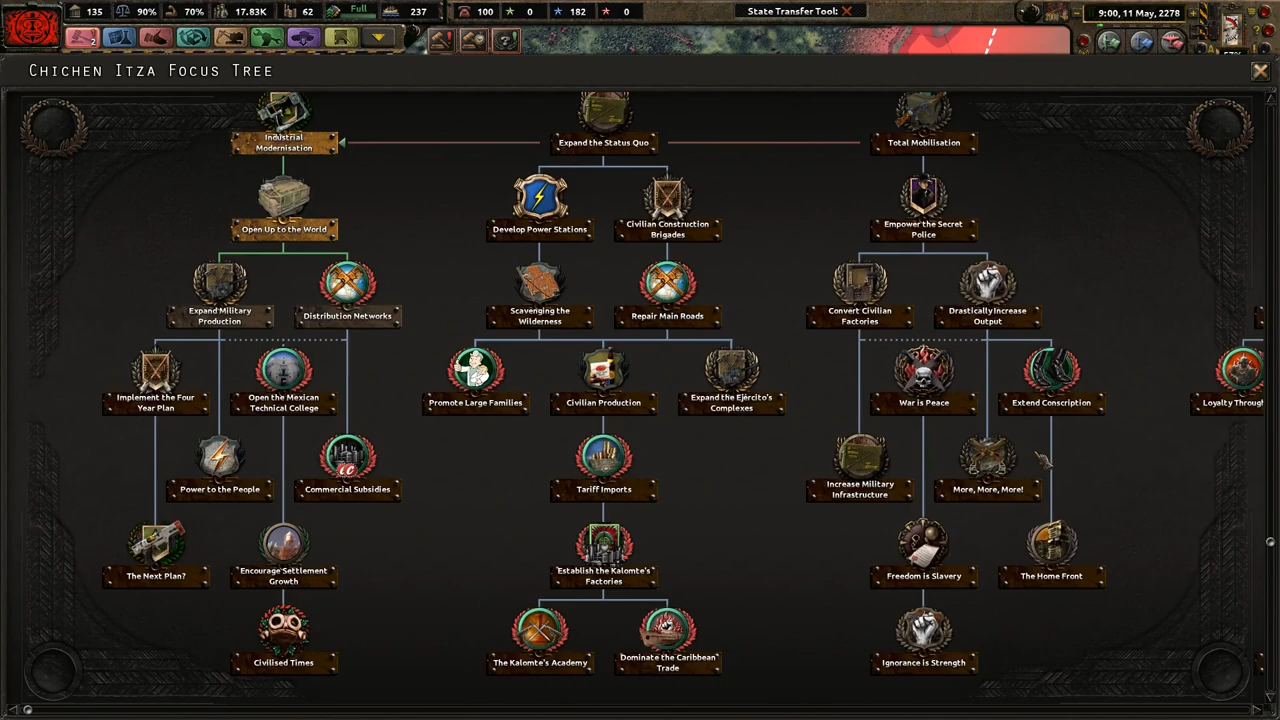 135 90% 70% 17.83K 62 Full 237 100 0 182 0 State Transfer Tool: 9:00, 11 May, 2278
2
Chichen Itza Focus Tree
Industrial
Modernisation
Expand the Status Quo
Total Mobilisation
Open Up to the World
Develop Power Stations
Civilian Construction
Brigades
Empower the Secret
Police
Expand Military
Production
Distribution Networks
Scavenging the
Wilderness
Repair Main Roads
Convert Civilian
Factories
Drastically Increase
Output
Implement the Four
Year Plan
Open the Mexican
Technical College
Promote Large Families
Civilian Production
Expand the Ejército's
Complexes
War is Peace
Extend Conscription
Loyalty Through
Power to the People
Commercial Subsidies
Tariff Imports
Increase Military
Infrastructure
More, More, More!
The Next Plan?
Encourage Settlement
Growth
Establish the Kalomte's
Factories
Freedom is Slavery
The Home Front
Civilised Times
The Kalomte's Academy
Dominate the Caribbean
Trade
Ignorance is Strength